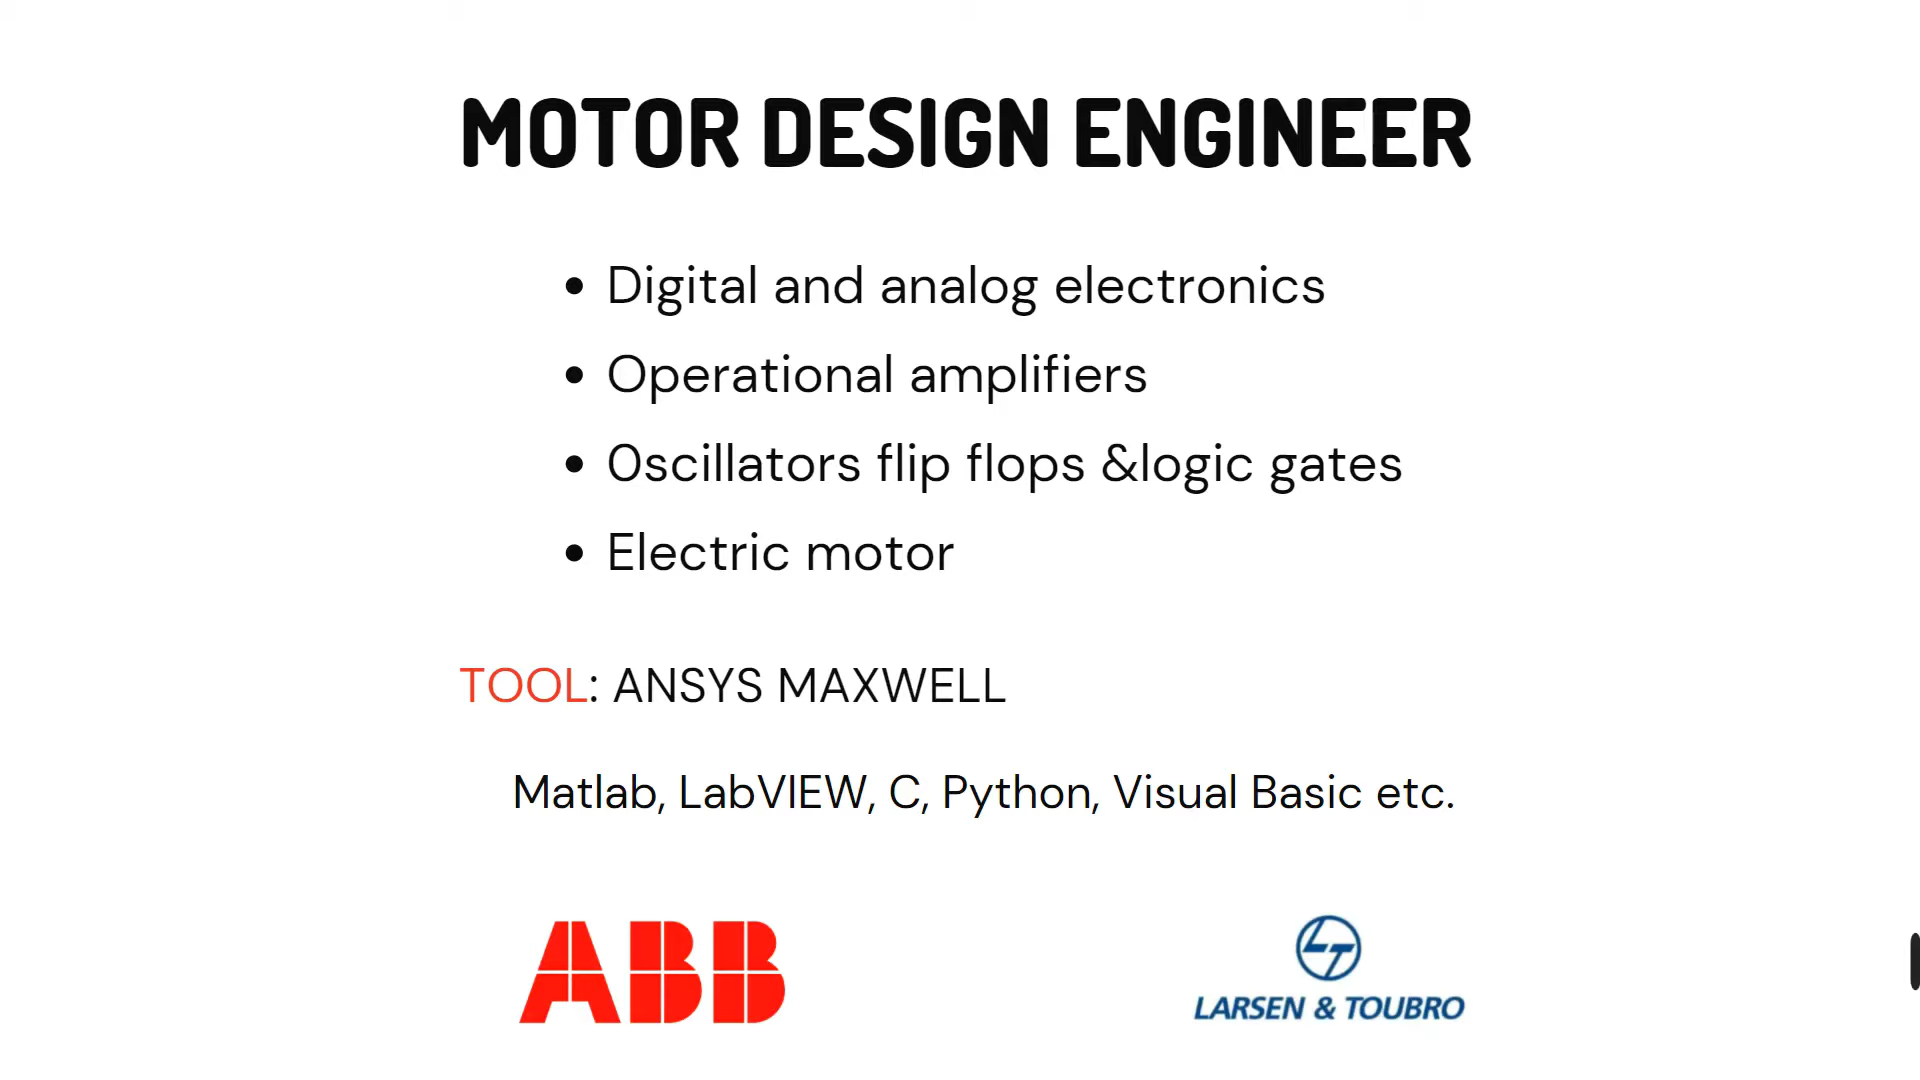 MOTOR DESIGN ENGINEER
• Digital and analog electronics
• Operational amplifiers
• Oscillators flip flops &logic gates
• Electric motor
TOOL: ANSYS MAXWELL
Matlab, LabVIEW, C, Python, Visual Basic etc.
ABB
LT
LARSEN & TOUBRO